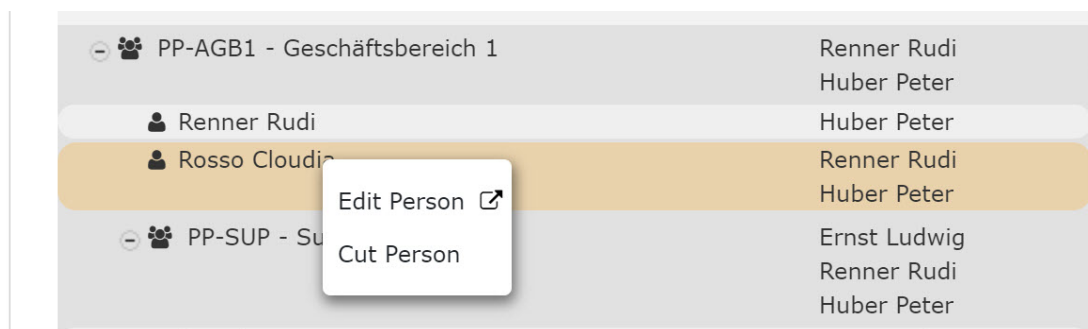 PP-AGB1 - Geschäftsbereich 1 Renner Rudi
Huber Peter
Renner Rudi Huber Peter
Rosso Cloudia Renner Rudi
Huber Peter
Edit Person
Cut Person
PP-SUP - Su Ernst Ludwig
Renner Rudi
Huber Peter